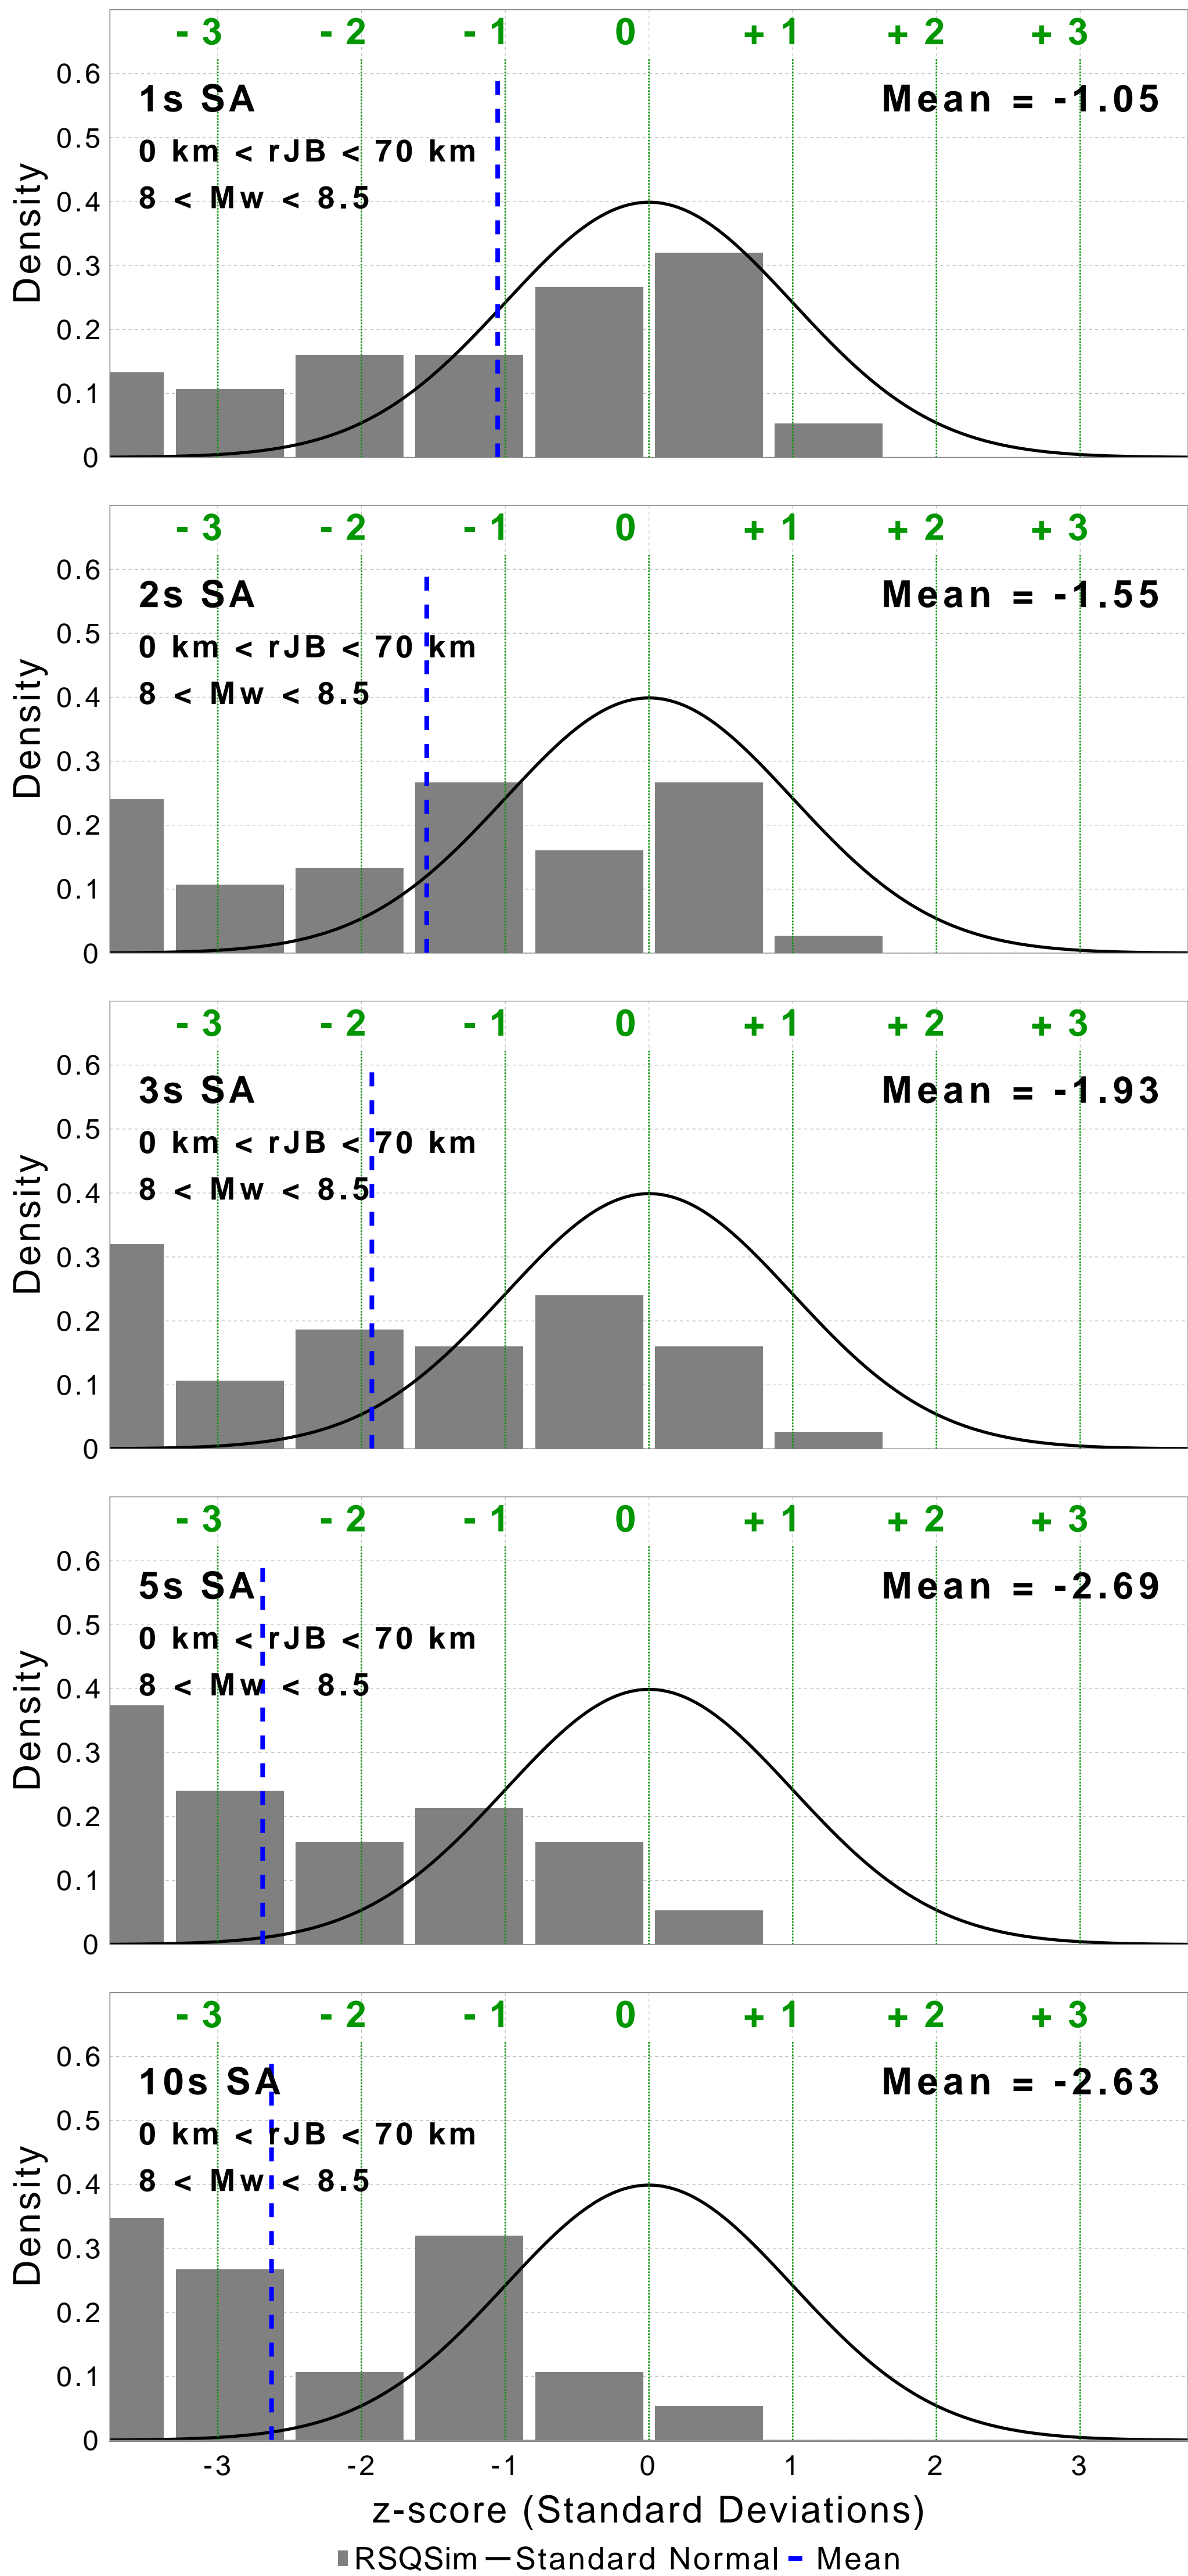 - 3 - 2 - 1 0 + 1 + 2 + 3
0.6
1s SA Mean = -1.05
0.5
0 km < rJB < 70 km
8 < Mw < 8.5
0.4
0.3
0.2
0.1
0
Density
- 3 - 2 - 1 0 + 1 + 2 + 3
0.6
2s SA Mean = -1.55
0.5
0 km < rJB < 70 km
8 < Mw < 8.5
0.4
0.3
0.2
0.1
0
Density
- 3 - 2 - 1 0 + 1 + 2 + 3
0.6
3s SA Mean = -1.93
0.5
0 km < rJB < 70 km
8 < Mw < 8.5
0.4
0.3
0.2
0.1
0
Density
- 3 - 2 - 1 0 + 1 + 2 + 3
0.6
5s SA Mean = -2.69
0.5
0 km < rJB < 70 km
8 < Mw < 8.5
0.4
0.3
0.2
0.1
0
Density
- 3 - 2 - 1 0 + 1 + 2 + 3
0.6
10s SA Mean = -2.63
0.5
0 km < rJB < 70 km
8 < Mw < 8.5
0.4
0.3
0.2
0.1
0
Density
-3 -2 -1 0 1 2 3
z-score (Standard Deviations)
RSQSim Standard Normal Mean